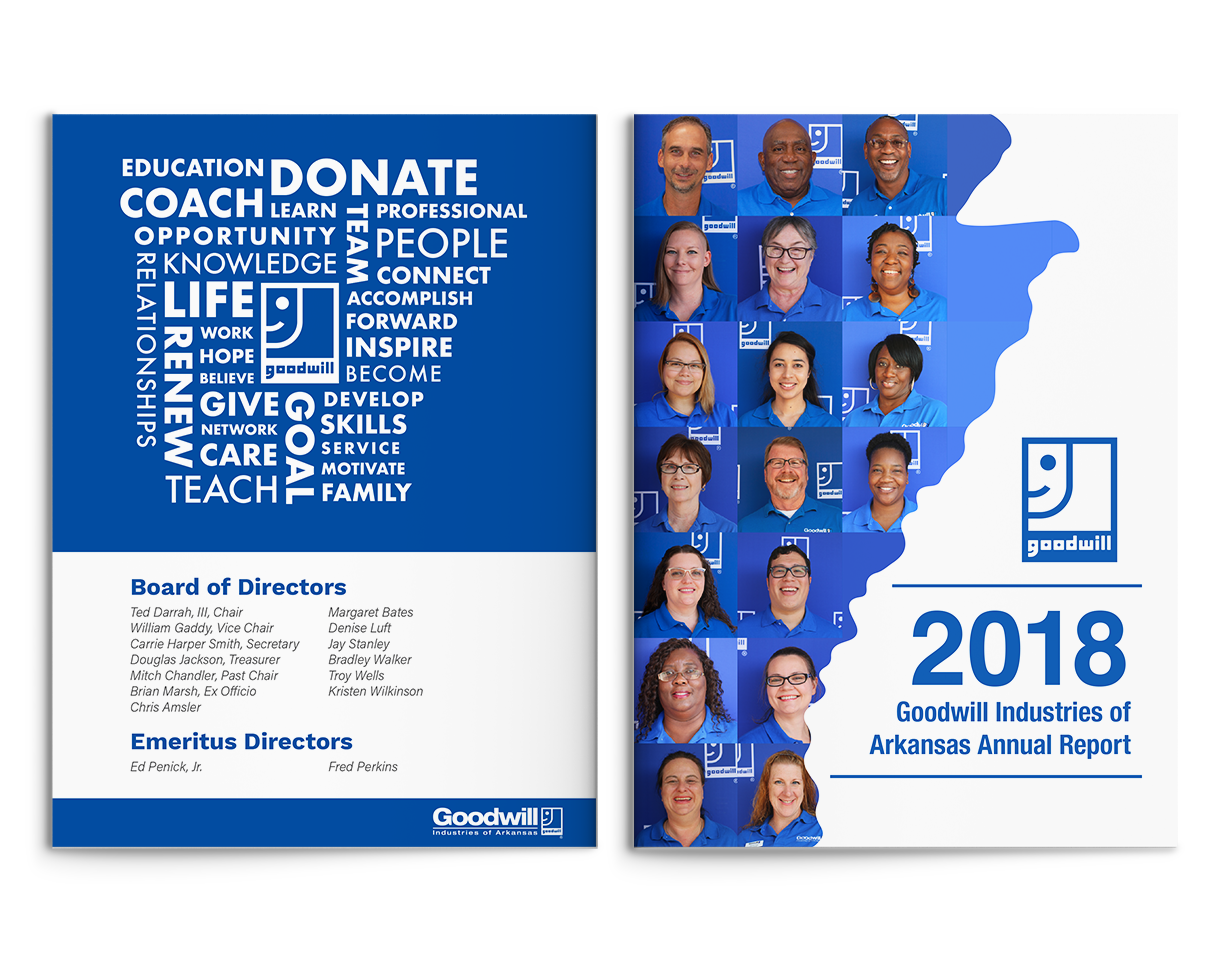 EDUCATION
DONATE
COACH
LEARN
TEAM
PROFESSIONAL
OPPORTUNITY
PEOPLE
RELATIONSHIPS
KNOWLEDGE
CONNECT
LIFE
ACCOMPLISH
RENEW
WORK
FORWARD
HOPE
INSPIRE
BELIEVE
goodwill
BECOME
GIVE
GOAL
DEVELOP
NETWORK
SKILLS
CARE
SERVICE
MOTIVATE
TEACH
FAMILY
Board of Directors
Ted Darrah, III, Chair
William Gaddy, Vice Chair
Carrie Harper Smith, Secretary
Douglas Jackson, Treasurer
Mitch Chandler, Past Chair
Brian Marsh, Ex Officio
Chris Amsler
Margaret Bates
Denise Luft
Jay Stanley
Bradley Walker
Troy Wells
Kristen Wilkinson
Emeritus Directors
Ed Penick, Jr.
Fred Perkins
Goodwill
Industries of Arkansas
goodwill
goodwill
2018
Goodwill Industries of
Arkansas Annual Report